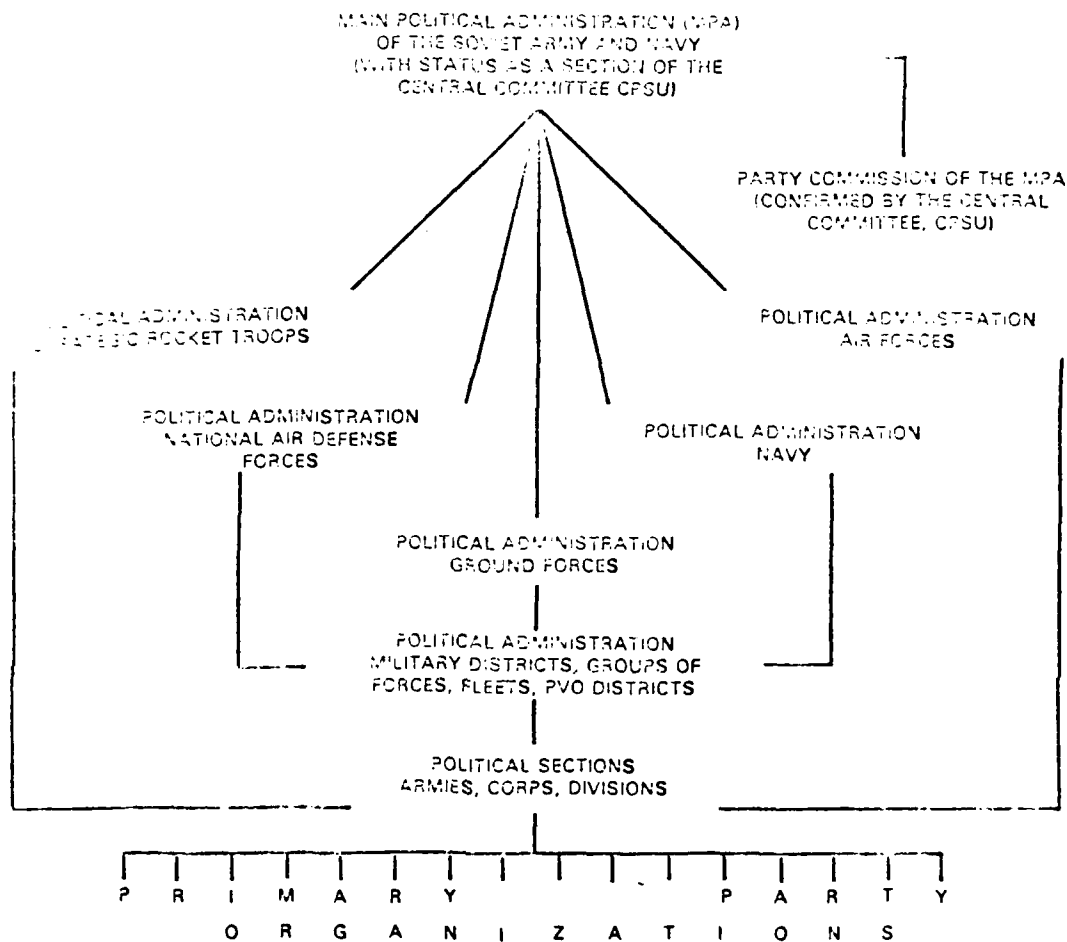 MAIN POLITICAL ADMINISTRATION (MPA)
OF THE SOVIET ARMY AND NAVY
(WITH STATUS AS A SECTION OF THE
CENTRAL COMMITTEE CPSU)
PARTY COMMISSION OF THE MPA
(CONFIRMED BY THE CENTRAL
COMMITTEE, CPSU)
ADMINISTRATION
ROCKET TROOPS
POLITICAL ADMINISTRATION
AIR FORCES
POLITICAL ADMINISTRATION
NATIONAL AIR DEFENSE
FORCES
POLITICAL ADMINISTRATION
NAVY
POLITICAL ADMINISTRATION
GROUND FORCES
POLITICAL ADMINISTRATION
MILITARY DISTRICTS, GROUPS OF
FORCES, FLEETS, PVO DISTRICTS
POLITICAL SECTIONS
ARMIES, CORPS, DIVISIONS
PRIMARY PARTY
ORGANIZATIONS